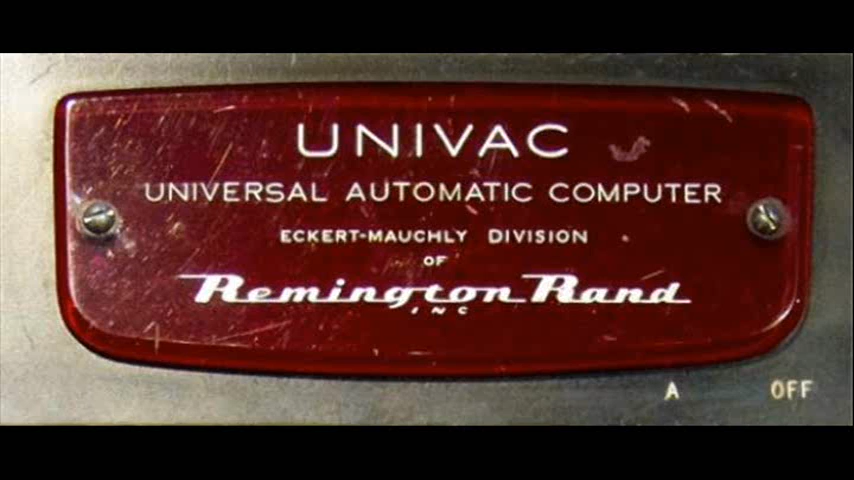 UNIVAC
UNIVERSAL AUTOMATIC COMPUTER
ECKERT-MAUCHLY DIVISION
OF
Remington Rand
INC
A OFF